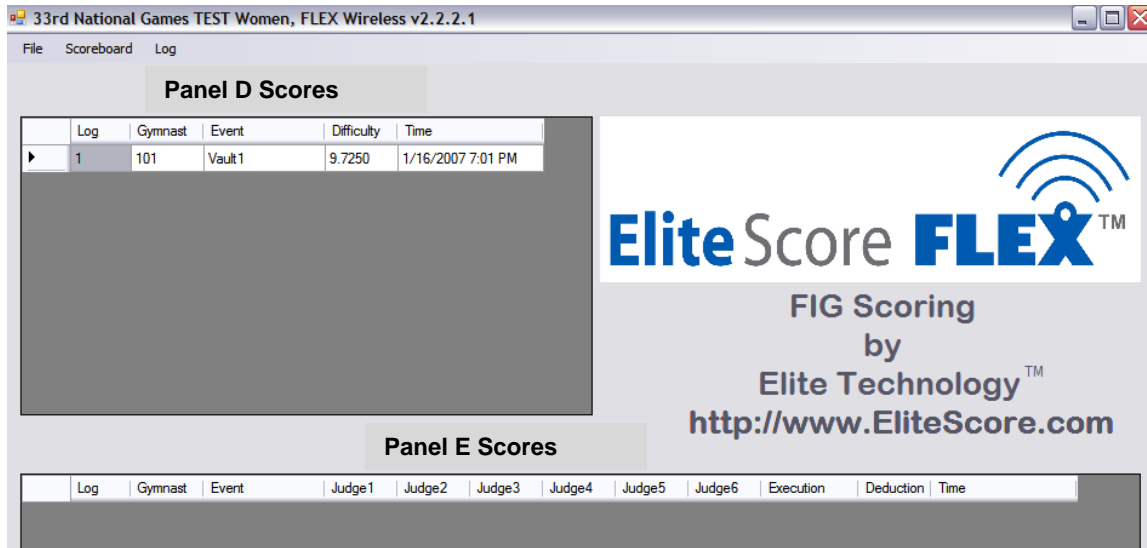 33rd National Games TEST Women, FLEX Wireless v2.2.2.1
File Scoreboard Log
Panel D Scores
Log Gymnast Event Difficulty Time
1 101 Vault1 9.7250 1/16/2007 7:01 PM
EliteScore FLEX™
FIG Scoring
by
Elite Technology™
http://www.EliteScore.com
Panel E Scores
Log Gymnast Event Judge1 Judge2 Judge3 Judge4 Judge5 Judge6 Execution Deduction Time